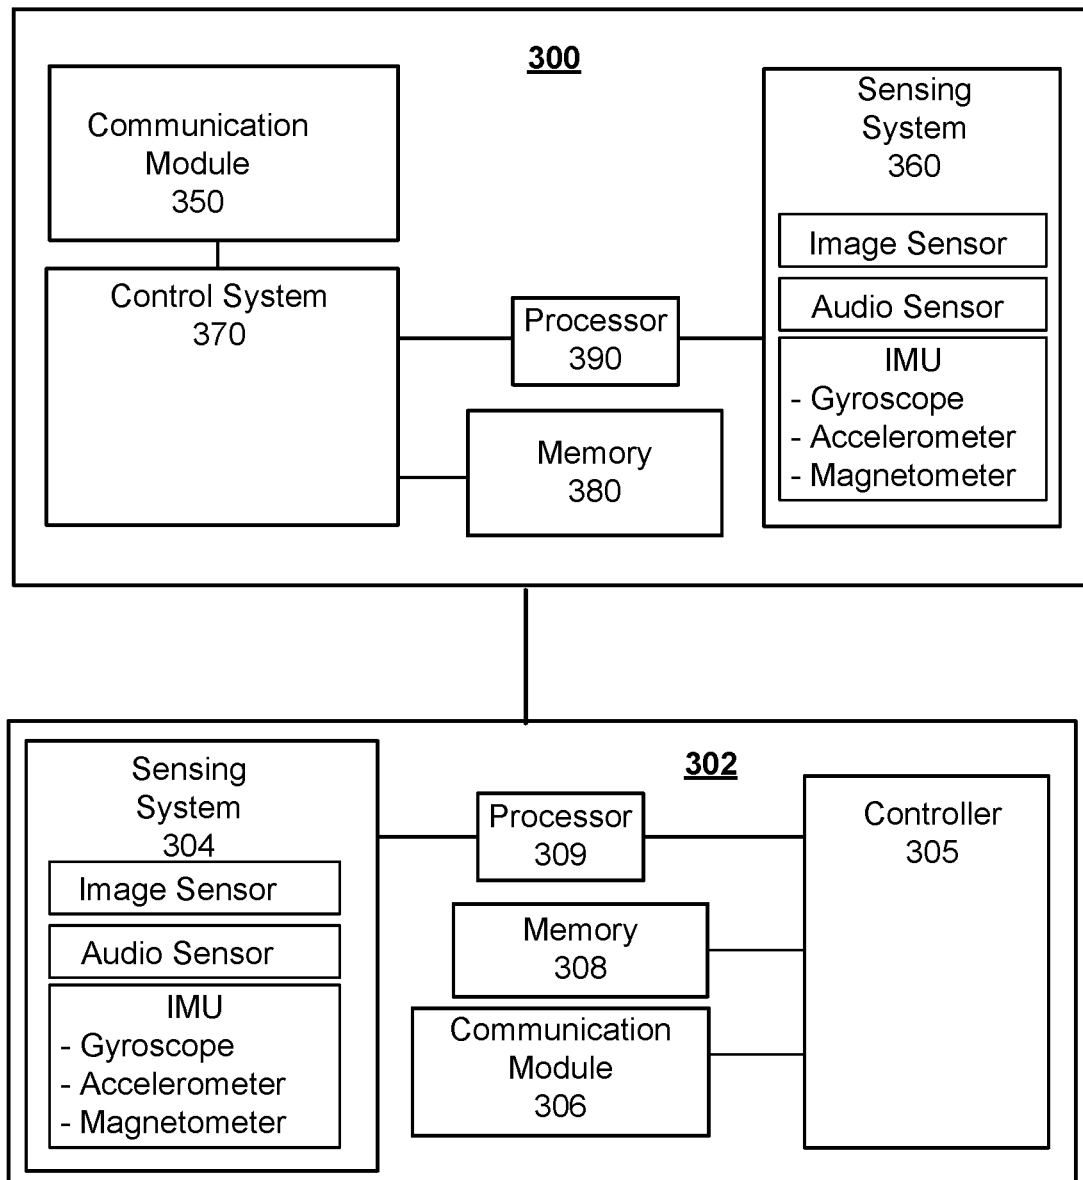 300
Communication
Module
350
Sensing
System
360
Image Sensor
Audio Sensor
IMU
- Gyroscope
- Accelerometer
- Magnetometer
Control System
370
Processor
390
Memory
380
302
Sensing
System
304
Image Sensor
Audio Sensor
IMU
- Gyroscope
- Accelerometer
- Magnetometer
Processor
309
Memory
308
Communication
Module
306
Controller
305